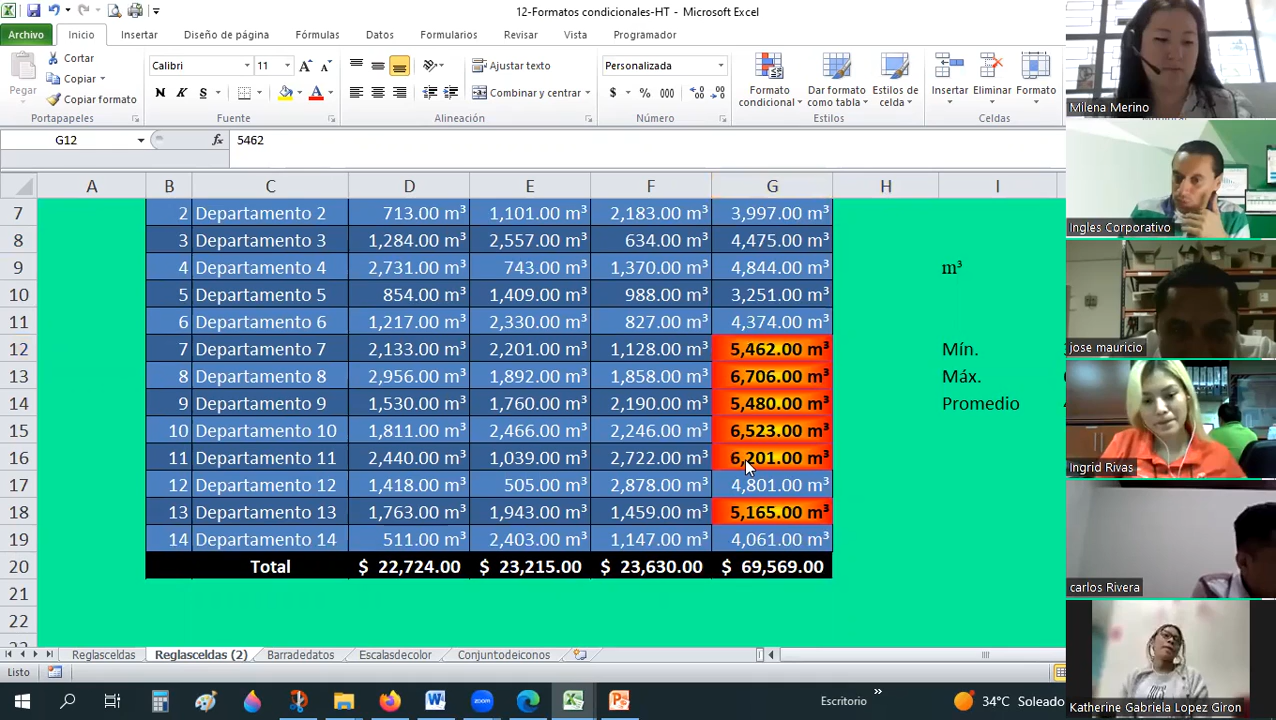 12-Formatos condicionales-HT - Microsoft Excel
Archivo Inicio Insertar Diseño de página Fórmulas Datos Formularios Revisar Vista Programador
Pegar
Cortar
Copiar
Copiar formato
Portapapeles
Calibri 11
N K S
Fuente
Ajustar texto
Combinar y centrar
Alineación
Personalizada
$ % 000
Número
Formato condicional
Dar formato como tabla
Estilos de celda
Estilos
Insertar Eliminar Formato
Celdas
G12 fx 5462
A B C D E F G H I
7 2 Departamento 2 713.00 m³ 1,101.00 m³ 2,183.00 m³ 3,997.00 m³
8 3 Departamento 3 1,284.00 m³ 2,557.00 m³ 634.00 m³ 4,475.00 m³
9 4 Departamento 4 2,731.00 m³ 743.00 m³ 1,370.00 m³ 4,844.00 m³ m³
10 5 Departamento 5 854.00 m³ 1,409.00 m³ 988.00 m³ 3,251.00 m³
11 6 Departamento 6 1,217.00 m³ 2,330.00 m³ 827.00 m³ 4,374.00 m³
12 7 Departamento 7 2,133.00 m³ 2,201.00 m³ 1,128.00 m³ 5,462.00 m³ Mín.
13 8 Departamento 8 2,956.00 m³ 1,892.00 m³ 1,858.00 m³ 6,706.00 m³ Máx.
14 9 Departamento 9 1,530.00 m³ 1,760.00 m³ 2,190.00 m³ 5,480.00 m³ Promedio
15 10 Departamento 10 1,811.00 m³ 2,466.00 m³ 2,246.00 m³ 6,523.00 m³
16 11 Departamento 11 2,440.00 m³ 1,039.00 m³ 2,722.00 m³ 6,201.00 m³
17 12 Departamento 12 1,418.00 m³ 505.00 m³ 2,878.00 m³ 4,801.00 m³
18 13 Departamento 13 1,763.00 m³ 1,943.00 m³ 1,459.00 m³ 5,165.00 m³
19 14 Departamento 14 511.00 m³ 2,403.00 m³ 1,147.00 m³ 4,061.00 m³
20 Total $ 22,724.00 $ 23,215.00 $ 23,630.00 $ 69,569.00
21
22
Reglasceldas Reglasceldas (2) Barradedatos Escalasdecolor Conjuntodeiconos
Listo
zoom
Escritorio » 34°C Soleado
Milena Merino
Ingles Corporativo
jose mauricio
Ingrid Rivas
carlos Rivera
Katherine Gabriela Lopez Giron